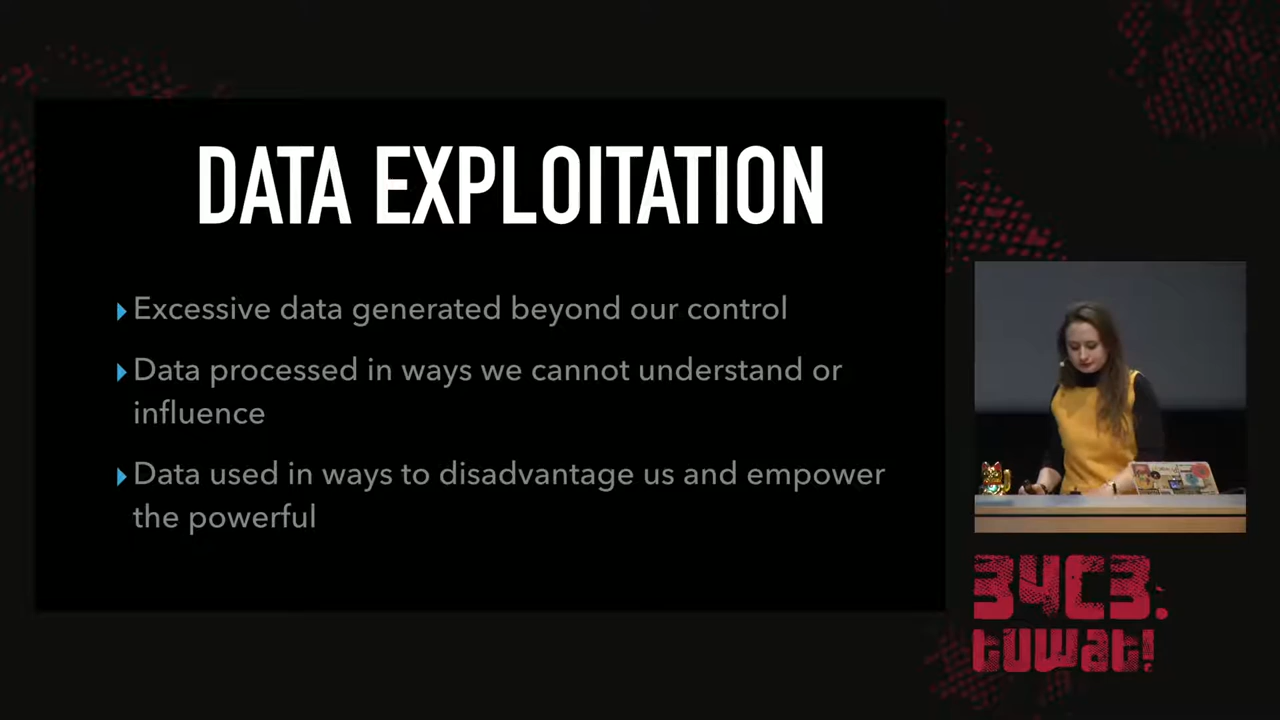 DATA EXPLOITATION
Excessive data generated beyond our control
Data processed in ways we cannot understand or
influence
Data used in ways to disadvantage us and empower
the powerful
34C3.
tuwat!